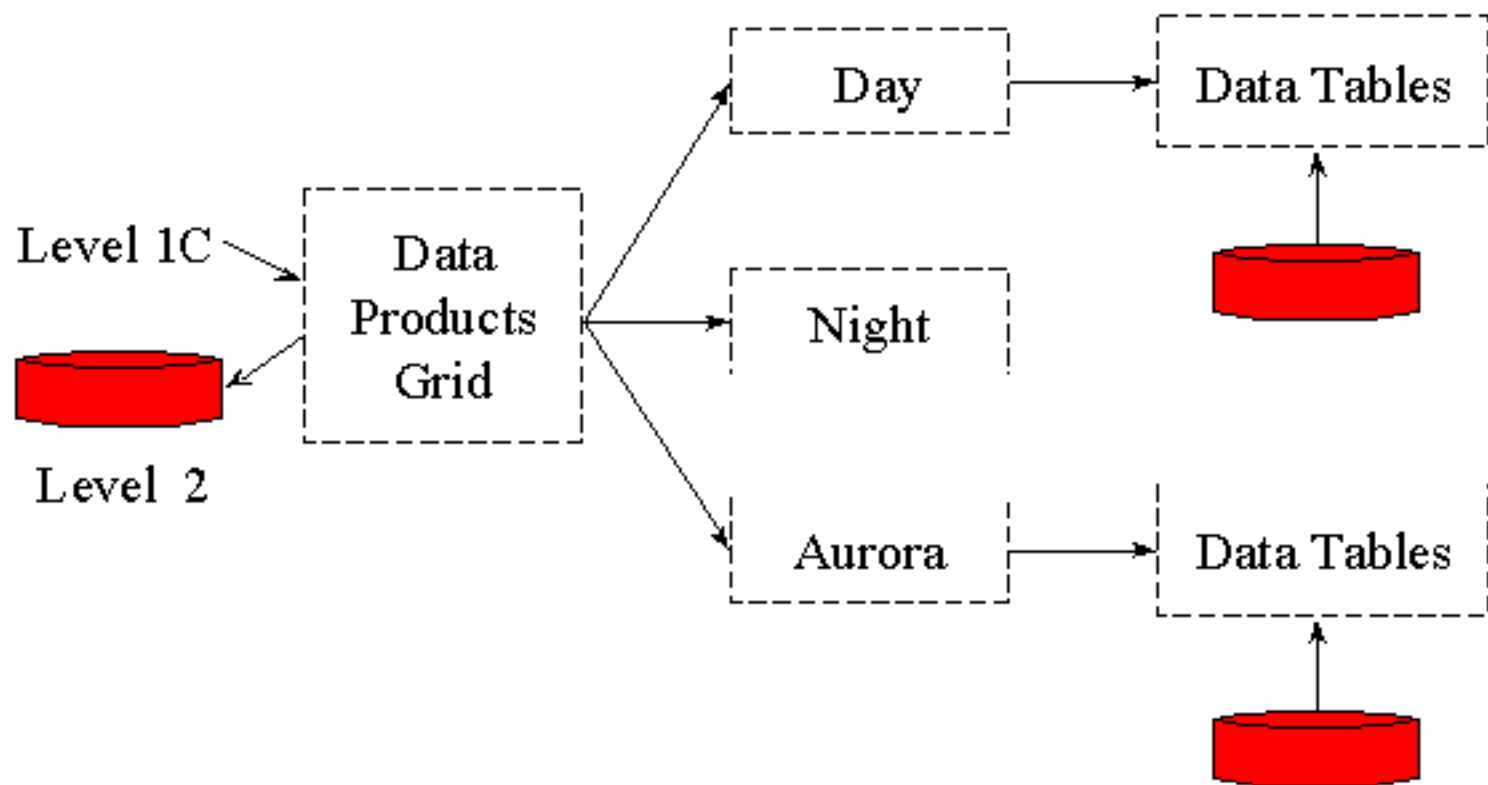 Day
Data Tables
Level 1C
Data
Products
Grid
Night
Level 2
Aurora
Data Tables